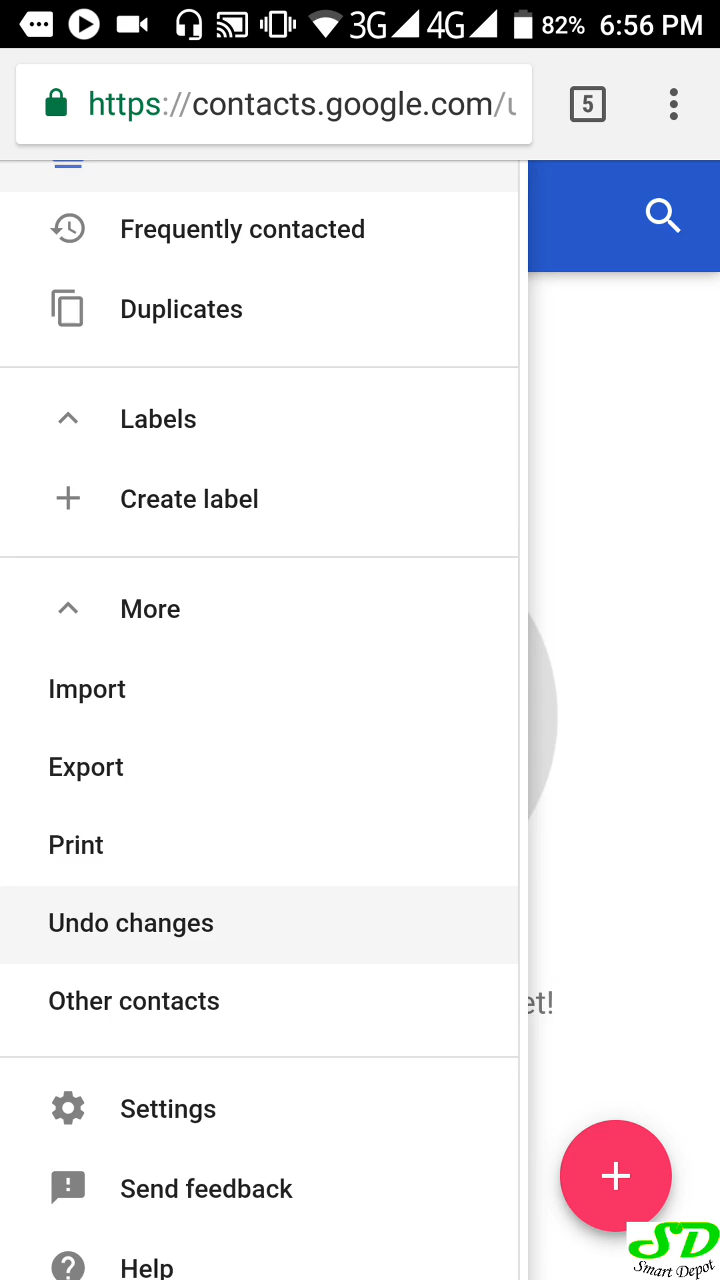 3G 4G 82% 6:56 PM
https://contacts.google.com/u
5
Frequently contacted
Duplicates
Labels
Create label
More
Import
Export
Print
Undo changes
Other contacts
et!
Settings
Send feedback
Help
SD
Smart Depot